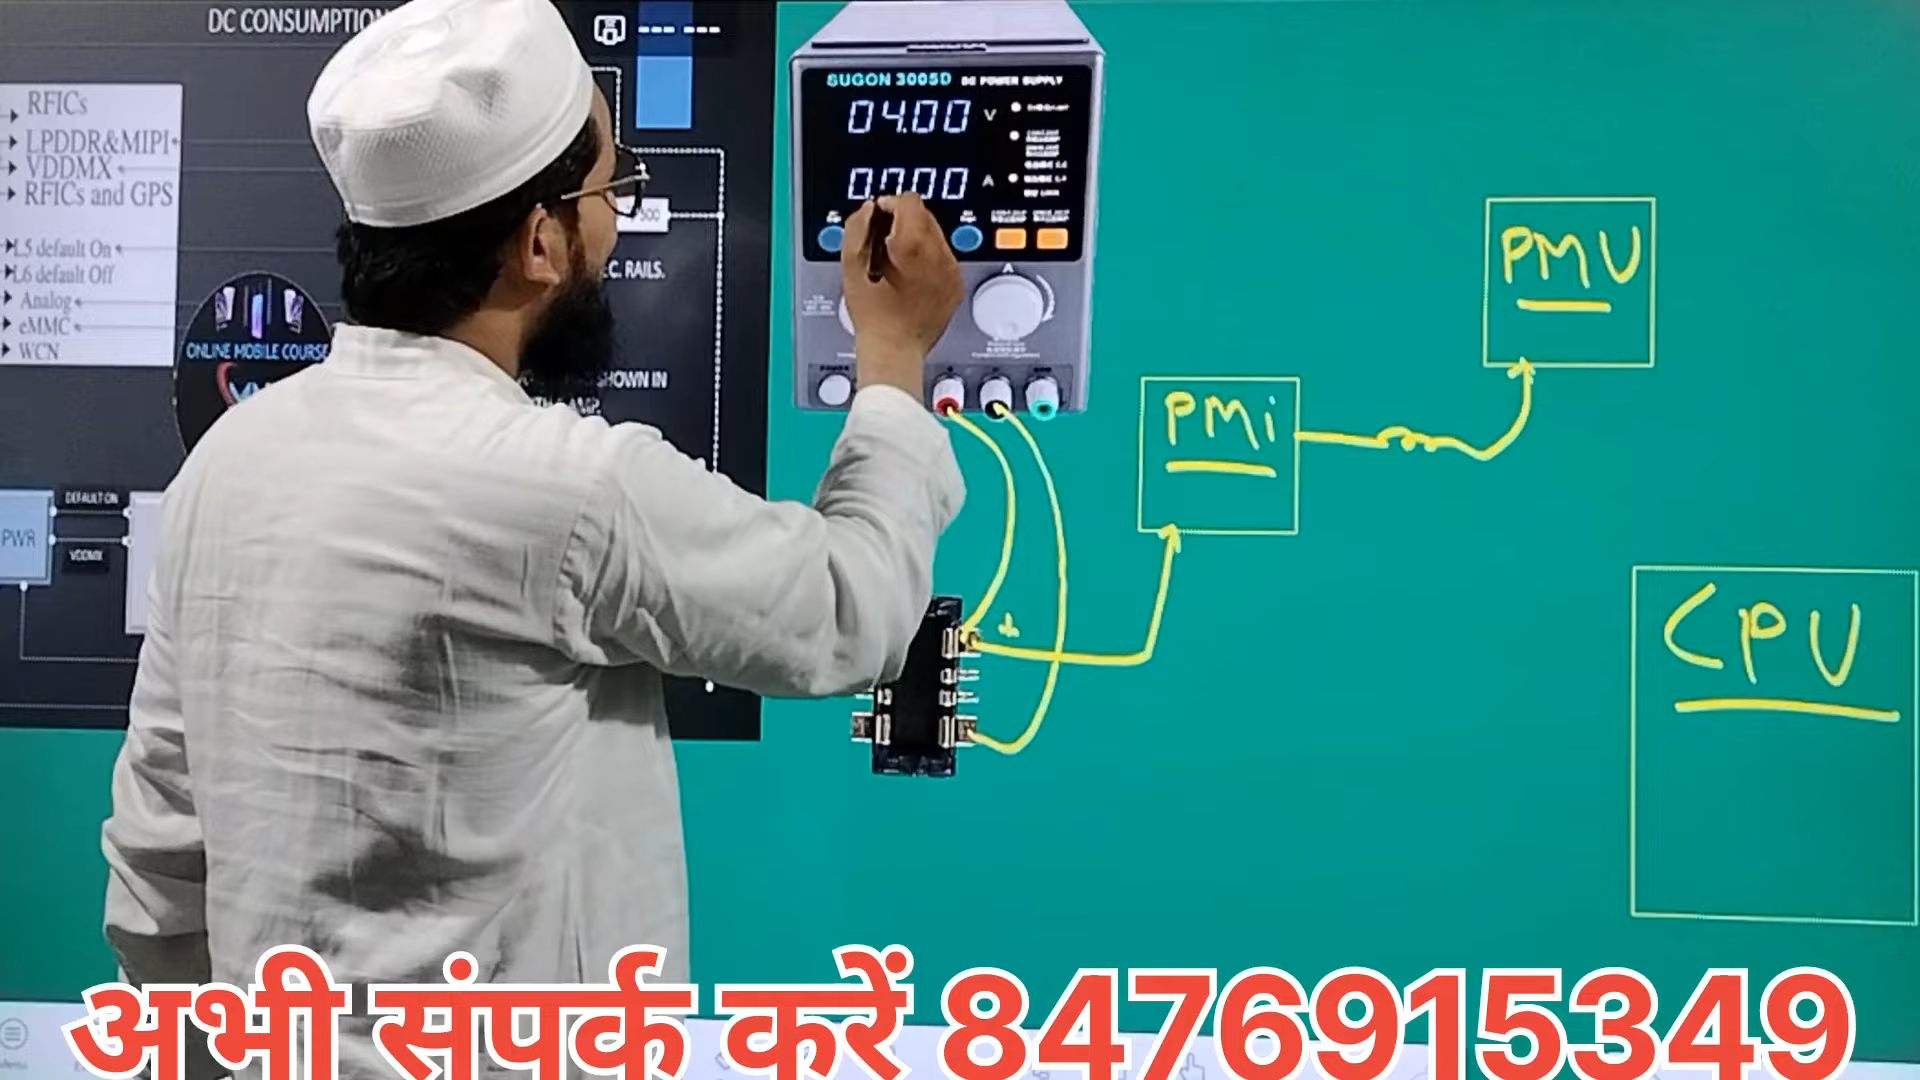 DC CONSUMPTION
RFICs
LPDDR&MIPI
VDDMX
RFICs and GPS
L5 default On
L6 default Off
Analog
eMMC
WCN
ONLINE MOBILE COURSE
C. RAILS.
SHOWN IN
DEFAULT ON
PWR
VDDMX
SUGON 3005D DC POWER SUPPLY
04.00 V
0.000 A
A
POWER
PMU
PMi
+
CPU
अभी संपर्क करें 8476915349